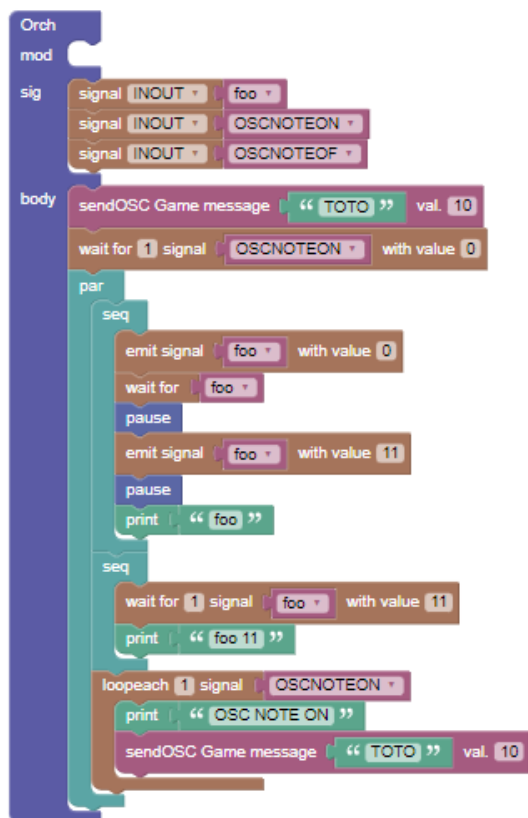 Orch
mod
sig signal INOUT foo
signal INOUT OSCNOTEON
signal INOUT OSCNOTEOF
body sendOSC Game message “ TOTO ” val. 10
wait for 1 signal OSCNOTEON with value 0
par
seq
emit signal foo with value 0
wait for foo
pause
emit signal foo with value 11
pause
print “ foo ”
seq
wait for 1 signal foo with value 11
print “ foo 11 ”
loopeach 1 signal OSCNOTEON
print “ OSC NOTE ON ”
sendOSC Game message “ TOTO ” val. 10